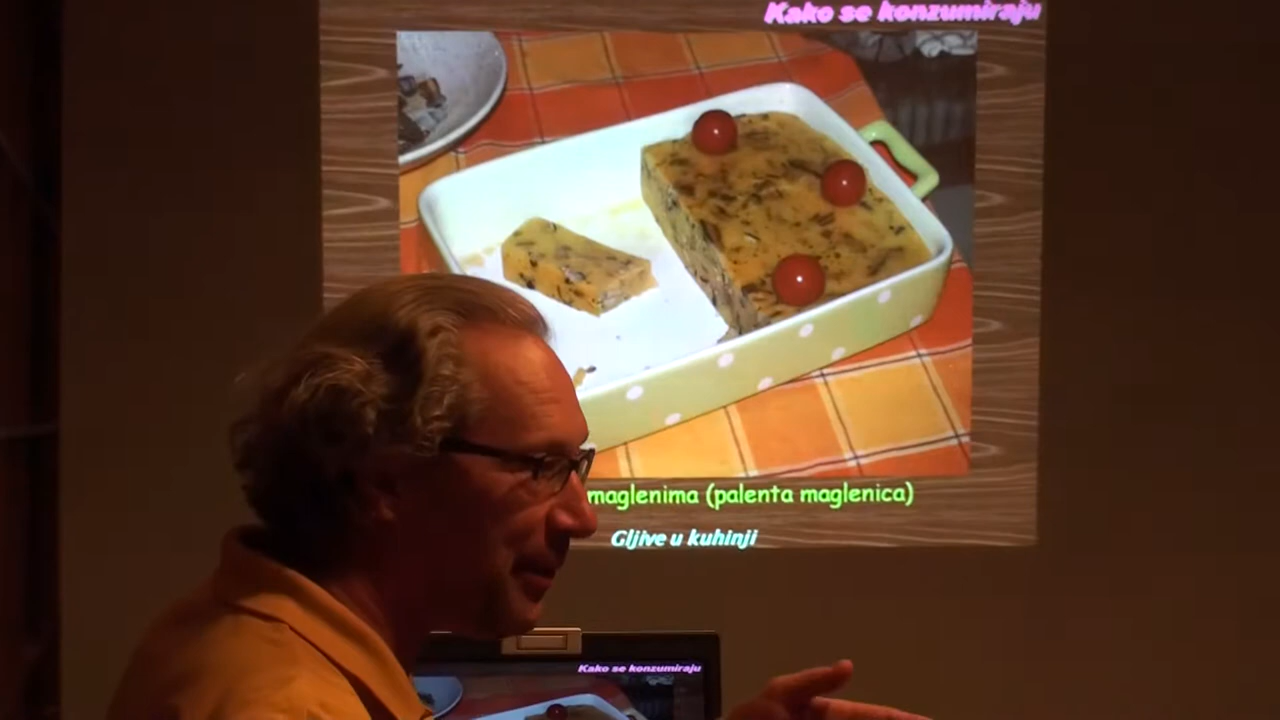 Kako se konzumiraju
maglenima (palenta maglenica)
Gljive u kuhinji
Kako se konzumiraju